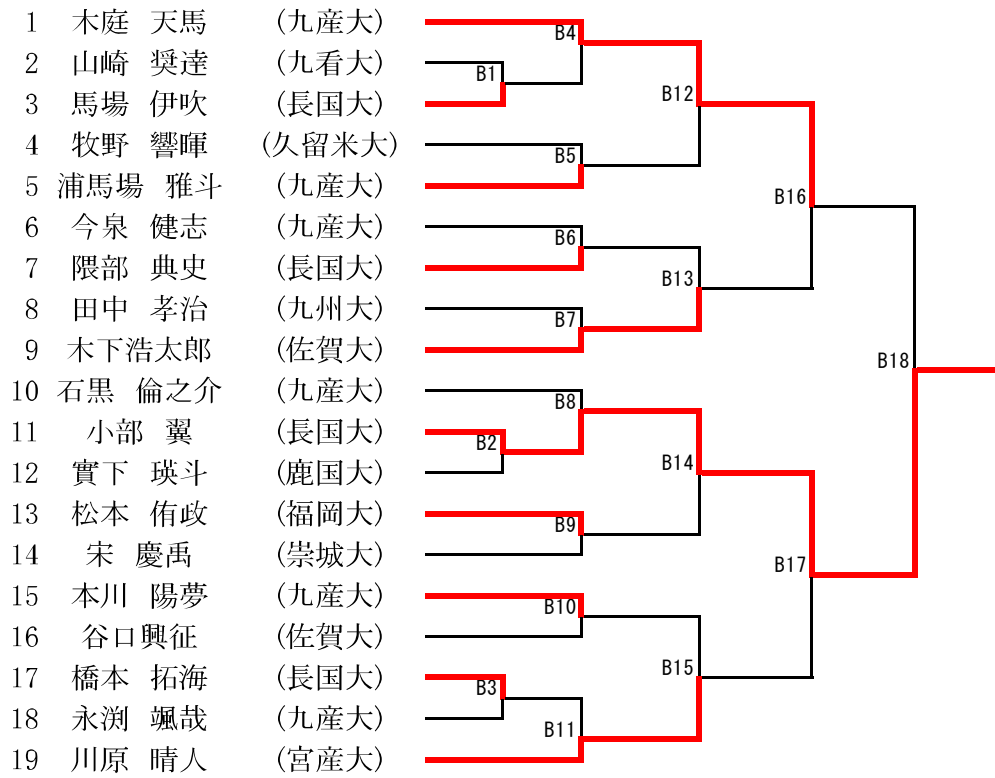 1 木庭 天馬 (九産大)
B4
2 山崎 奨逹 (九看大)
B1
3 馬場 伊吹 (長国大)
B12
4 牧野 響暉 (久留米大)
B5
5 浦馬場 雅斗 (九産大)
B16
6 今泉 健志 (九産大)
B6
7 隈部 典史 (長国大)
B13
8 田中 孝治 (九州大)
B7
9 木下浩太郎 (佐賀大)
B18
10 石黒 倫之介 (九産大)
B8
11 小部 翼 (長国大)
B2
12 實下 瑛斗 (鹿国大)
B14
13 松本 侑政 (福岡大)
B9
14 宋 慶禹 (崇城大)
B17
15 本川 陽夢 (九産大)
B10
16 谷口興征 (佐賀大)
17 橋本 拓海 (長国大)
B3
B15
18 永渕 颯哉 (九産大)
B11
19 川原 晴人 (宮産大)